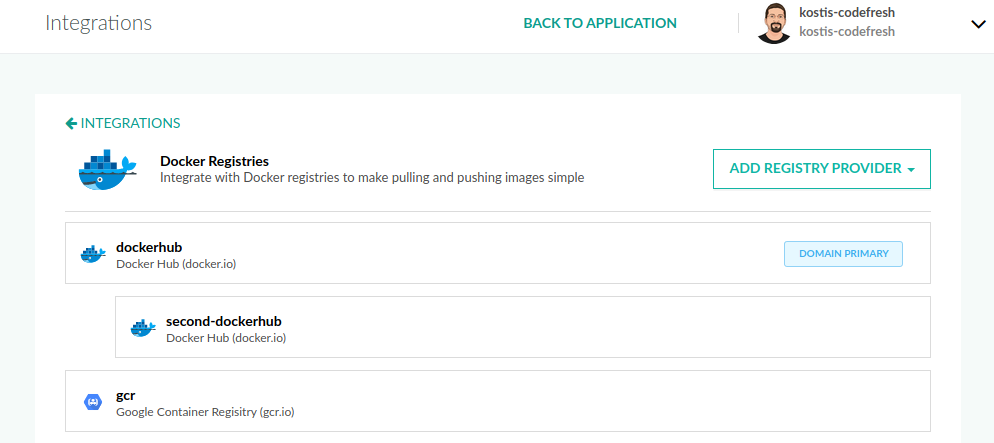 Integrations
BACK TO APPLICATION
kostis-codefresh
kostis-codefresh
INTEGRATIONS
Docker Registries
Integrate with Docker registries to make pulling and pushing images simple
ADD REGISTRY PROVIDER
dockerhub
Docker Hub (docker.io)
DOMAIN PRIMARY
second-dockerhub
Docker Hub (docker.io)
gcr
Google Container Regisitry (gcr.io)